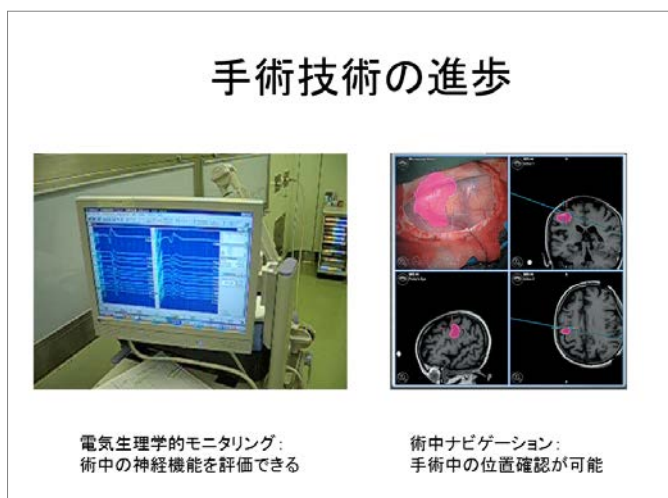 手術技術の進歩
電気生理学的モニタリング:
術中の神経機能を評価できる
術中ナビゲーション:
手術中の位置確認が可能